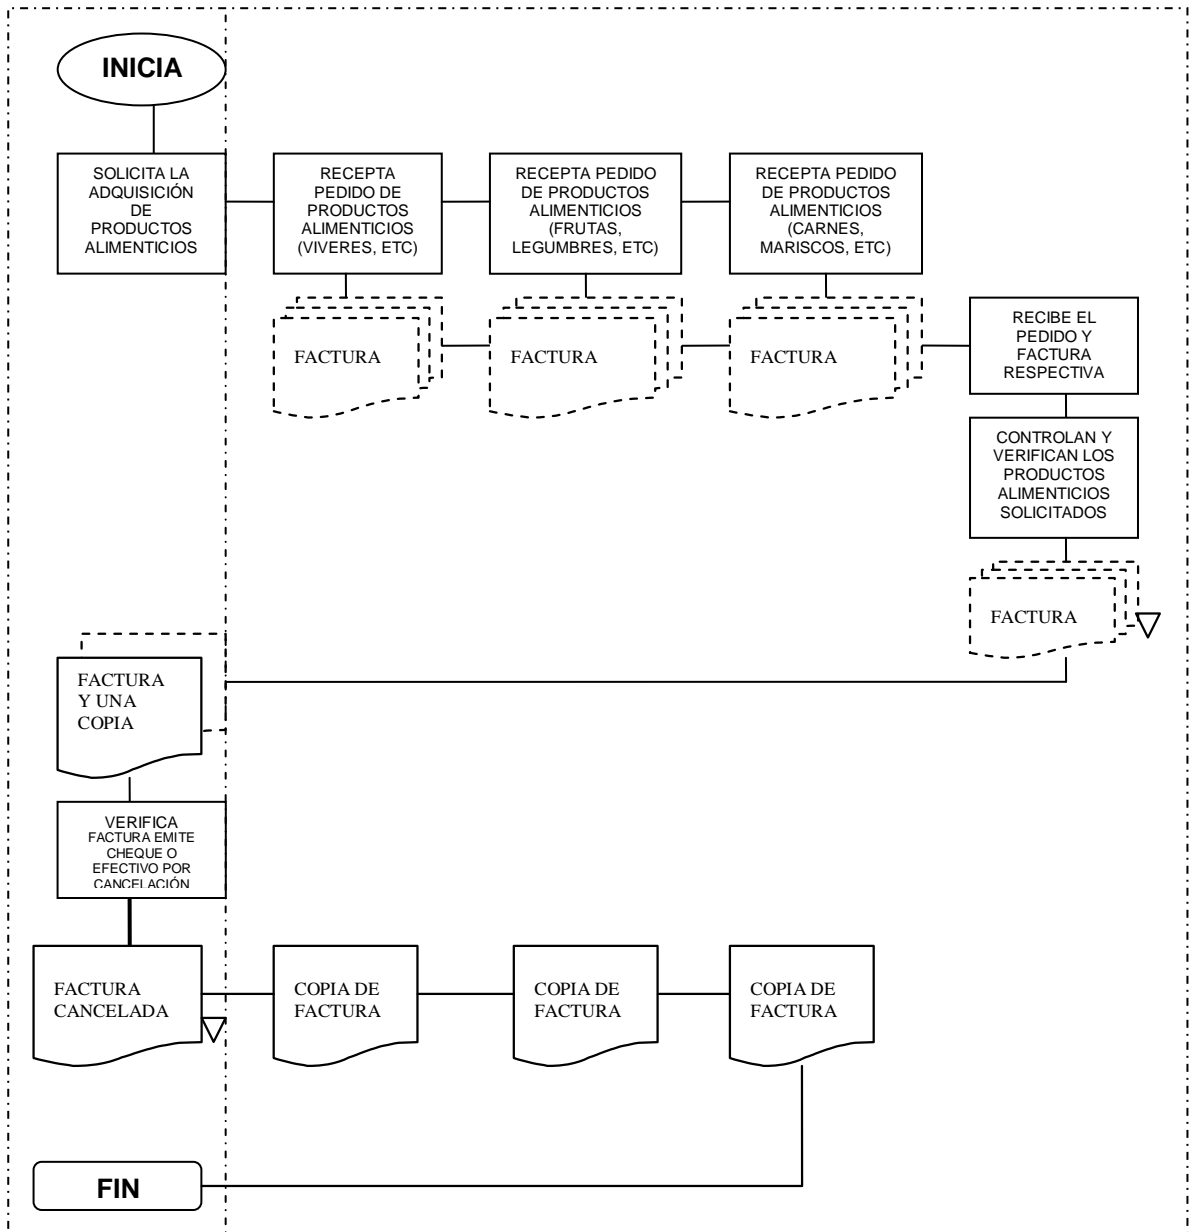 INICIA
SOLICITA LA
ADQUISICIÓN
DE
PRODUCTOS
ALIMENTICIOS
RECEPTA
PEDIDO DE
PRODUCTOS
ALIMENTICIOS
(VIVERES, ETC)
RECEPTA PEDIDO
DE PRODUCTOS
ALIMENTICIOS
(FRUTAS,
LEGUMBRES, ETC)
RECEPTA PEDIDO
DE PRODUCTOS
ALIMENTICIOS
(CARNES,
MARISCOS, ETC)
FACTURA
FACTURA
FACTURA
RECIBE EL
PEDIDO Y
FACTURA
RESPECTIVA
CONTROLAN Y
VERIFICAN LOS
PRODUCTOS
ALIMENTICIOS
SOLICITADOS
FACTURA
FACTURA
Y UNA
COPIA
VERIFICA
FACTURA EMITE
CHEQUE O
EFECTIVO POR
CANCELACIÓN
FACTURA
CANCELADA
COPIA DE
FACTURA
COPIA DE
FACTURA
COPIA DE
FACTURA
FIN